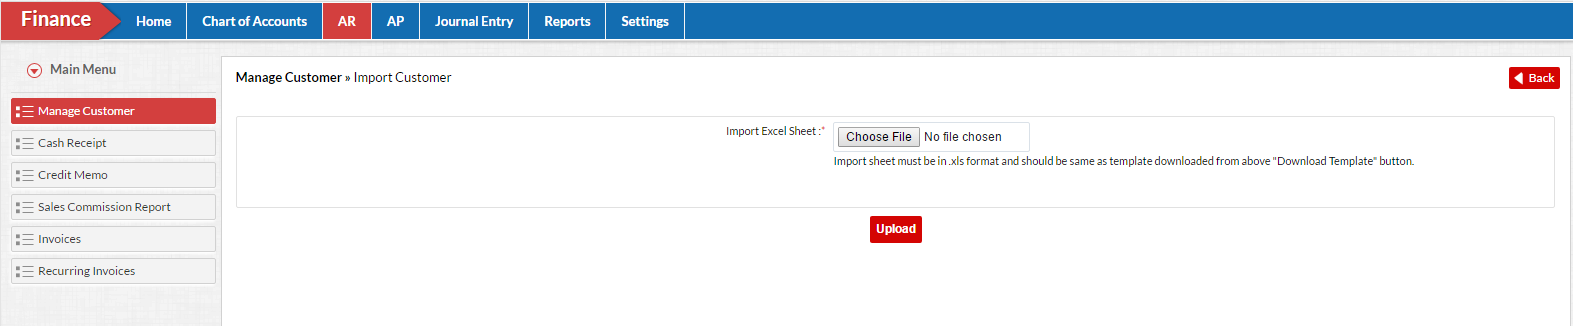 Finance Home Chart of Accounts AR AP Journal Entry Reports Settings
Main Menu
Manage Customer
Cash Receipt
Credit Memo
Sales Commission Report
Invoices
Recurring Invoices
Manage Customer » Import Customer
Back
Import Excel Sheet :* Choose File No file chosen
Import sheet must be in .xls format and should be same as template downloaded from above "Download Template" button.
Upload